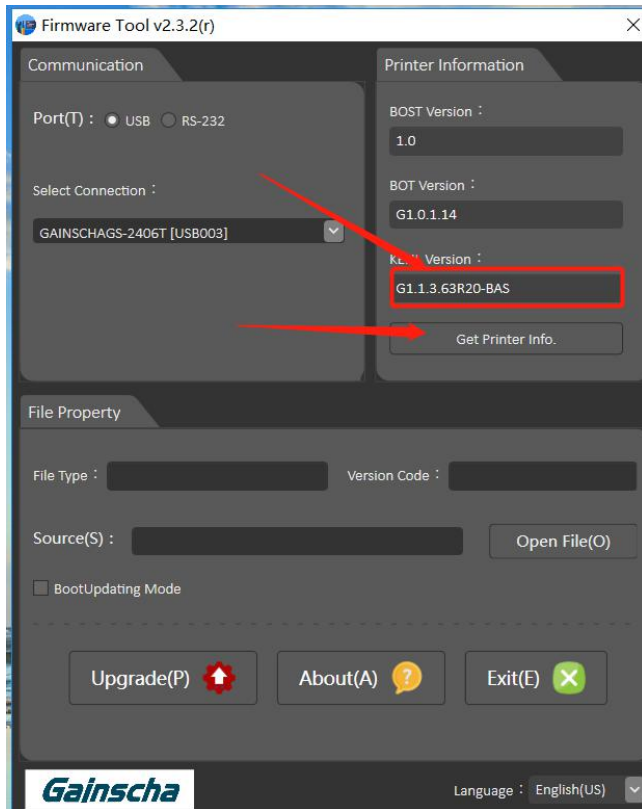 Firmware Tool v2.3.2(r)
Communication
Port(T) : USB RS-232
Select Connection :
GAINSCHAGS-2406T [USB003]
Printer Information
BOST Version :
1.0
BOT Version :
G1.0.1.14
Version :
G1.1.3.63R20-BAS
Get Printer Info.
File Property
File Type :
Version Code :
Source(S) :
Open File(O)
BootUpdating Mode
Upgrade(P)
About(A)
?
Exit(E)
Gainscha
Language : English(US)